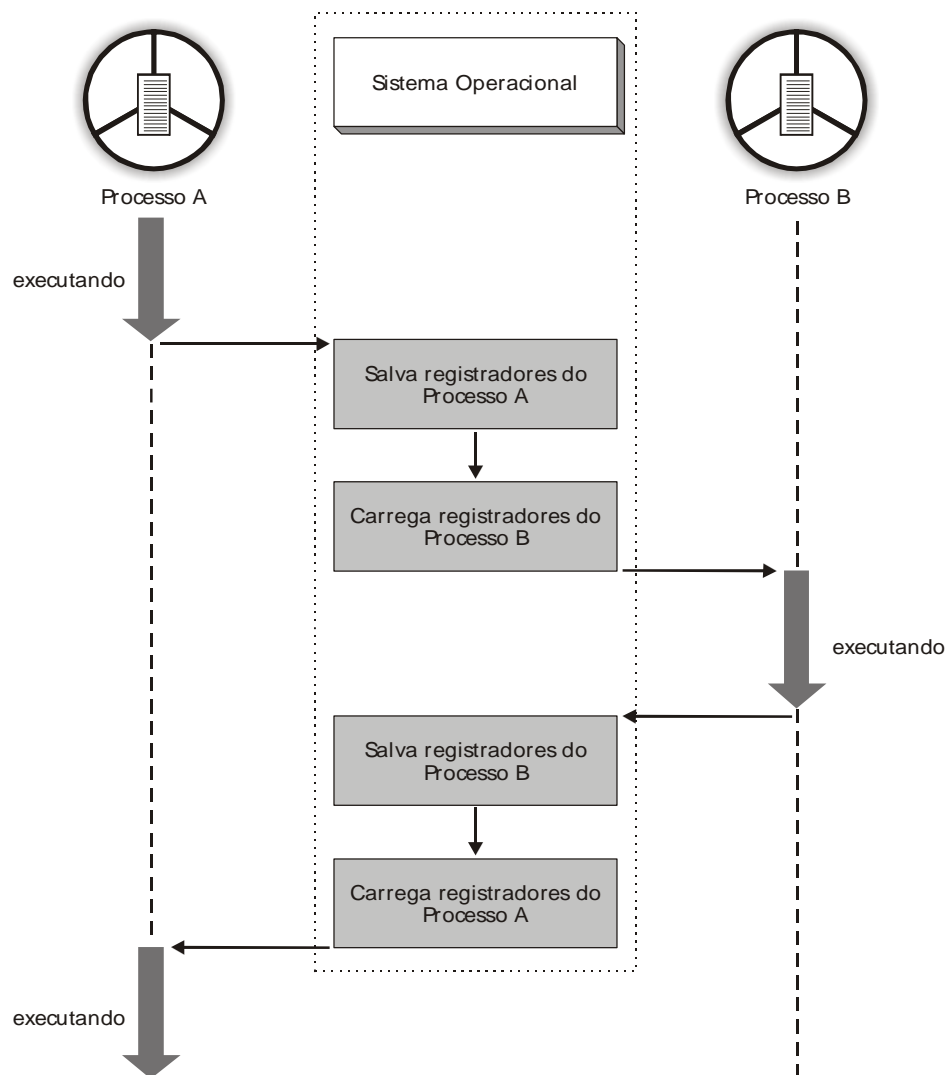 Sistema Operacional
Processo A
Processo B
executando
Salva registradores do
Processo A
Carrega registradores do
Processo B
executando
Salva registradores do
Processo B
Carrega registradores do
Processo A
executando